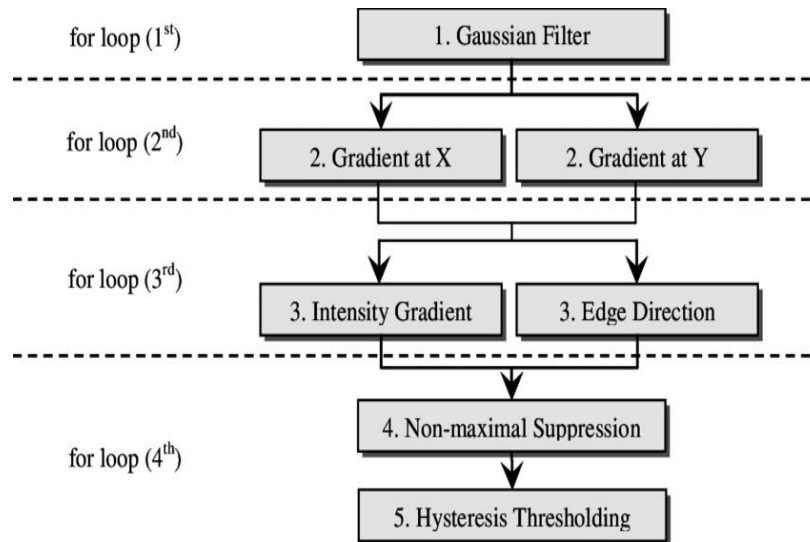 for loop (1st)
1. Gaussian Filter
for loop (2nd)
2. Gradient at X
2. Gradient at Y
for loop (3rd)
3. Intensity Gradient
3. Edge Direction
for loop (4th)
4. Non-maximal Suppression
5. Hysteresis Thresholding